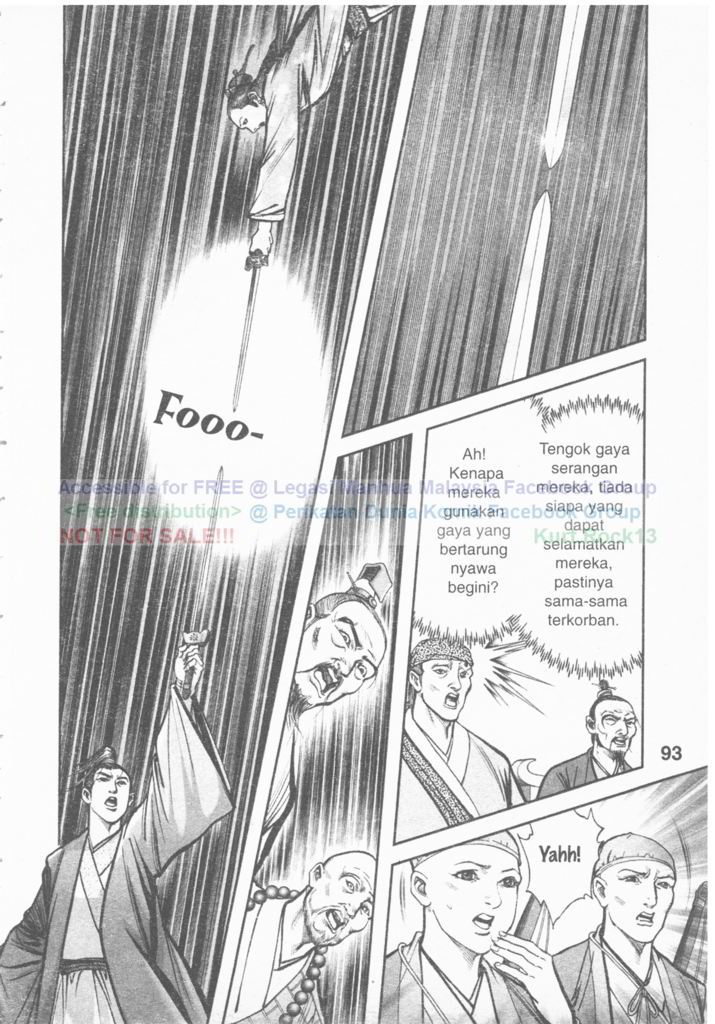 Fooo-
Tengok gaya
serangan
mereka, tiada
siapa yang
dapat
selamatkan
mereka,
pastinya
sama-sama
terkorban.
Ah!
Kenapa
mereka
gunakan
gaya yang
bertarung
nyawa
begini?
Accessible for FREE @ Legasi Manhua Malaysia Facebook Group
<Free distribution> @ Perikatan Dunia Komik Facebook Group
NOT FOR SALE!!! Kurt Rock13
93
Yahh!